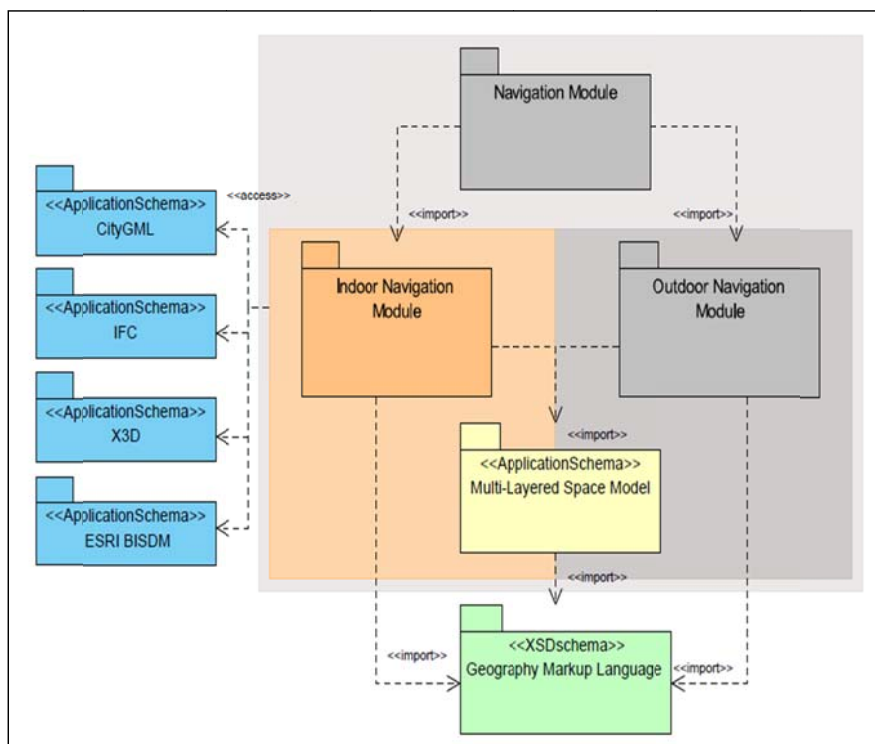 Navigation Module
<<access>>
<<ApplicationSchema>>
CityGML
<<import>>
<<import>>
Indoor Navigation
Module
Outdoor Navigation
Module
<<ApplicationSchema>>
IFC
<<ApplicationSchema>>
X3D
<<import>>
<<ApplicationSchema>>
Multi-Layered Space Model
<<ApplicationSchema>>
ESRI BISDM
<<import>>
<<XSDschema>>
Geography Markup Language
<<import>>
<<import>>